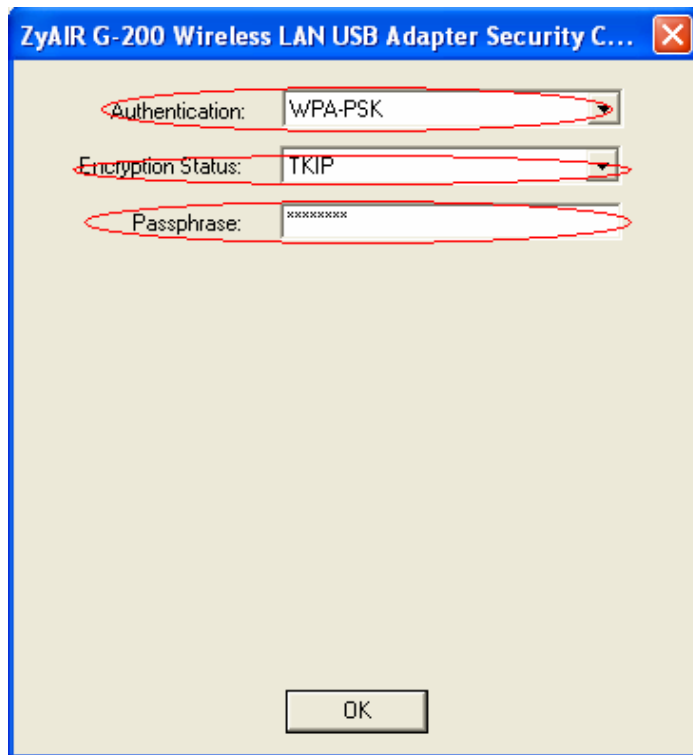 ZyAIR G-200 Wireless LAN USB Adapter Security C...
Authentication: WPA-PSK
Encryption Status: TKIP
Passphrase: ********
OK